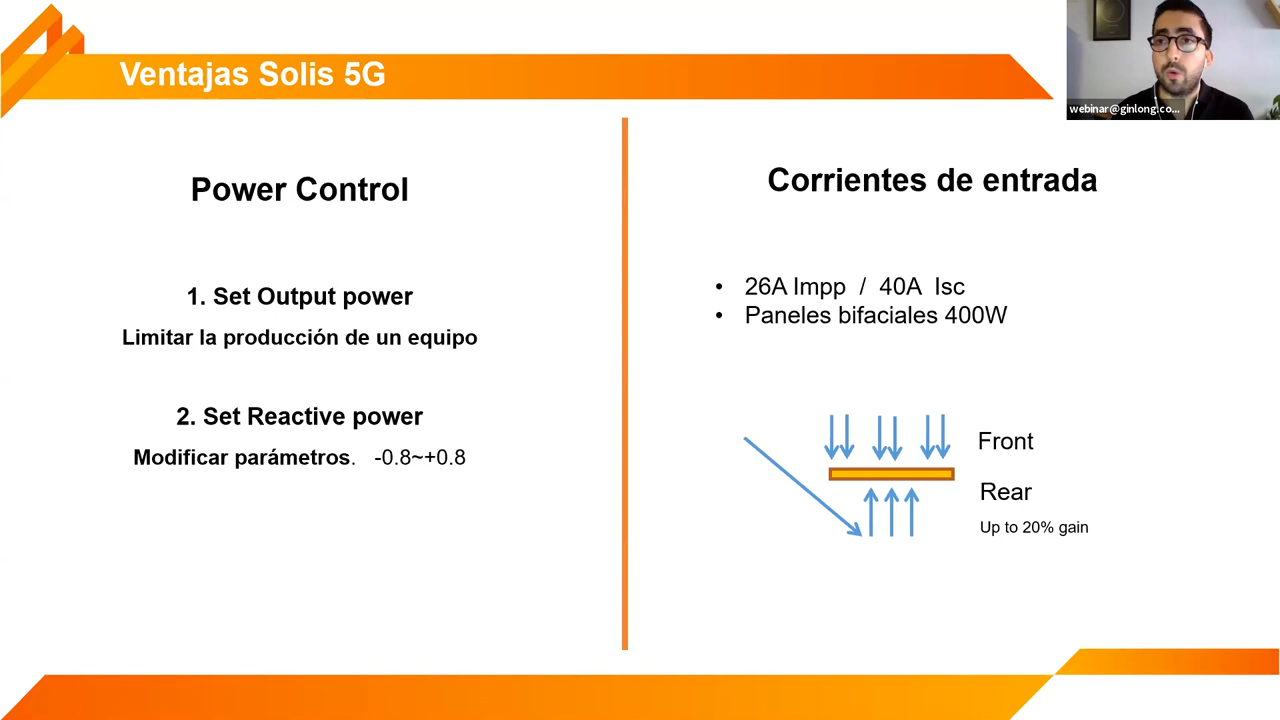 Ventajas Solis 5G
webinar@ginlong.co...
Power Control
1. Set Output power
Limitar la producción de un equipo
2. Set Reactive power
Modificar parámetros. -0.8~+0.8
Corrientes de entrada
• 26A Impp / 40A Isc
• Paneles bifaciales 400W
Front
Rear
Up to 20% gain